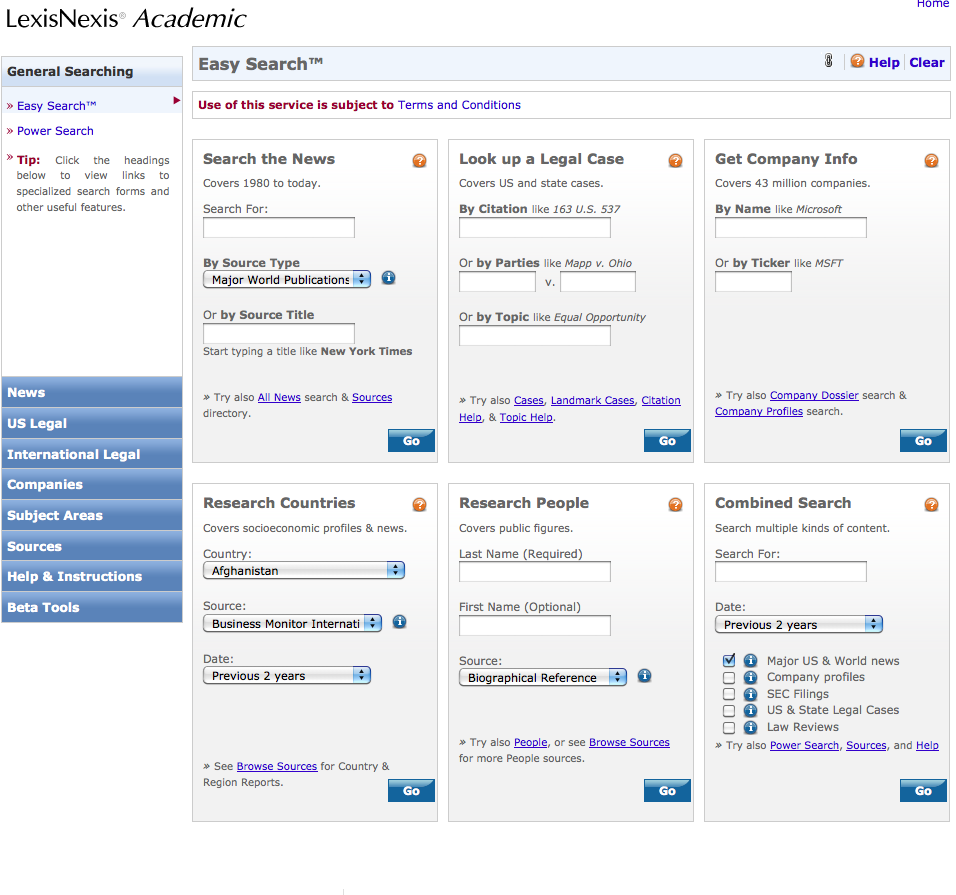 Home
LexisNexis® Academic
General Searching
» Easy Search™
» Power Search
» Tip: Click the headings
below to view links to
specialized search forms and
other useful features.
News
US Legal
International Legal
Companies
Subject Areas
Sources
Help & Instructions
Beta Tools
Easy Search™
Help Clear
Use of this service is subject to Terms and Conditions
Search the News
Covers 1980 to today.
Search For:
By Source Type
Major World Publications
Or by Source Title
Start typing a title like New York Times
» Try also All News search & Sources
directory.
Go
Look up a Legal Case
Covers US and state cases.
By Citation like 163 U.S. 537
Or by Parties like Mapp v. Ohio
v.
Or by Topic like Equal Opportunity
» Try also Cases, Landmark Cases, Citation
Help, & Topic Help.
Go
Get Company Info
Covers 43 million companies.
By Name like Microsoft
Or by Ticker like MSFT
» Try also Company Dossier search &
Company Profiles search.
Go
Research Countries
Covers socioeconomic profiles & news.
Country:
Afghanistan
Source:
Business Monitor Internati
Date:
Previous 2 years
» See Browse Sources for Country &
Region Reports.
Go
Research People
Covers public figures.
Last Name (Required)
First Name (Optional)
Source:
Biographical Reference
» Try also People, or see Browse Sources
for more People sources.
Go
Combined Search
Search multiple kinds of content.
Search For:
Date:
Previous 2 years
Major US & World news
Company profiles
SEC Filings
US & State Legal Cases
Law Reviews
» Try also Power Search, Sources, and Help
Go